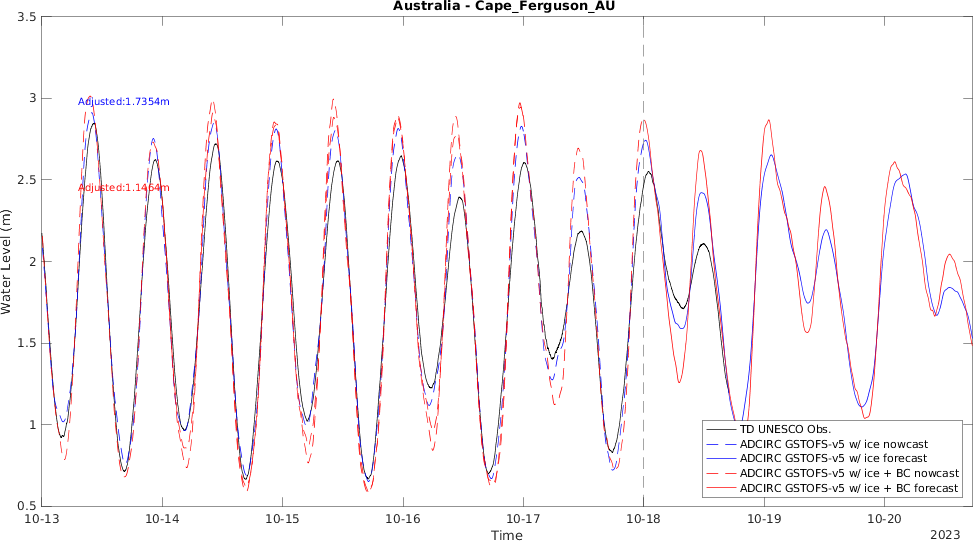 Australia - Cape_Ferguson_AU
3.5
3
2.5
2
1.5
1
0.5
Water Level (m)
Adjusted:1.7354m
Adjusted:1.1464m
TD UNESCO Obs.
ADCIRC GSTOFS-v5 w/ ice nowcast
ADCIRC GSTOFS-v5 w/ ice forecast
ADCIRC GSTOFS-v5 w/ ice + BC nowcast
ADCIRC GSTOFS-v5 w/ ice + BC forecast
10-13 10-14 10-15 10-16 10-17 10-18 10-19 10-20
Time
2023